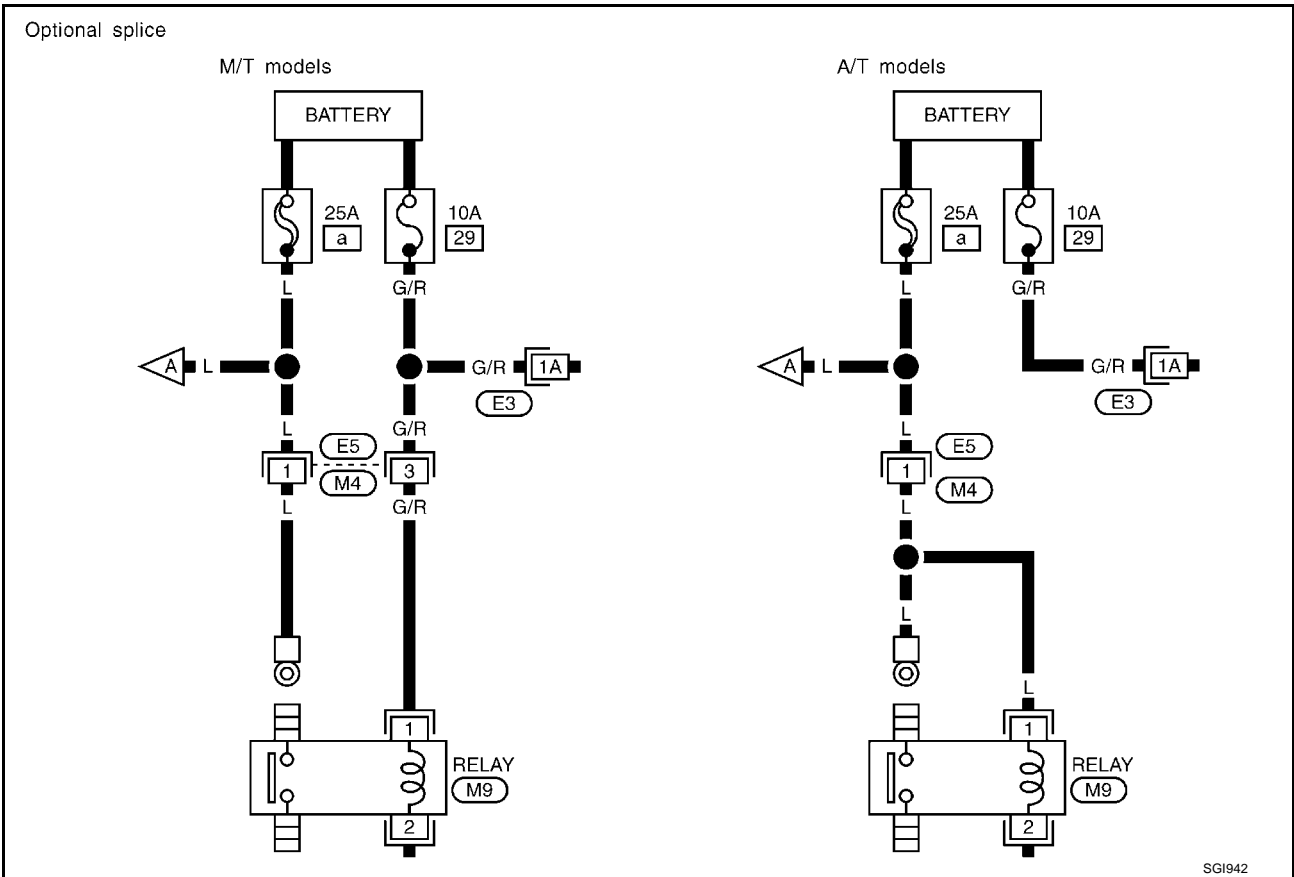 Optional splice
M/T models
A/T models
BATTERY
BATTERY
25A
a
10A
29
25A
a
10A
29
L
G/R
L
G/R
A
L
G/R
1A
A
L
G/R
1A
E3
E3
L
G/R
L
E5
E5
1
3
1
M4
M4
L
G/R
L
L
L
1
1
RELAY
RELAY
M9
M9
2
2
SGI942